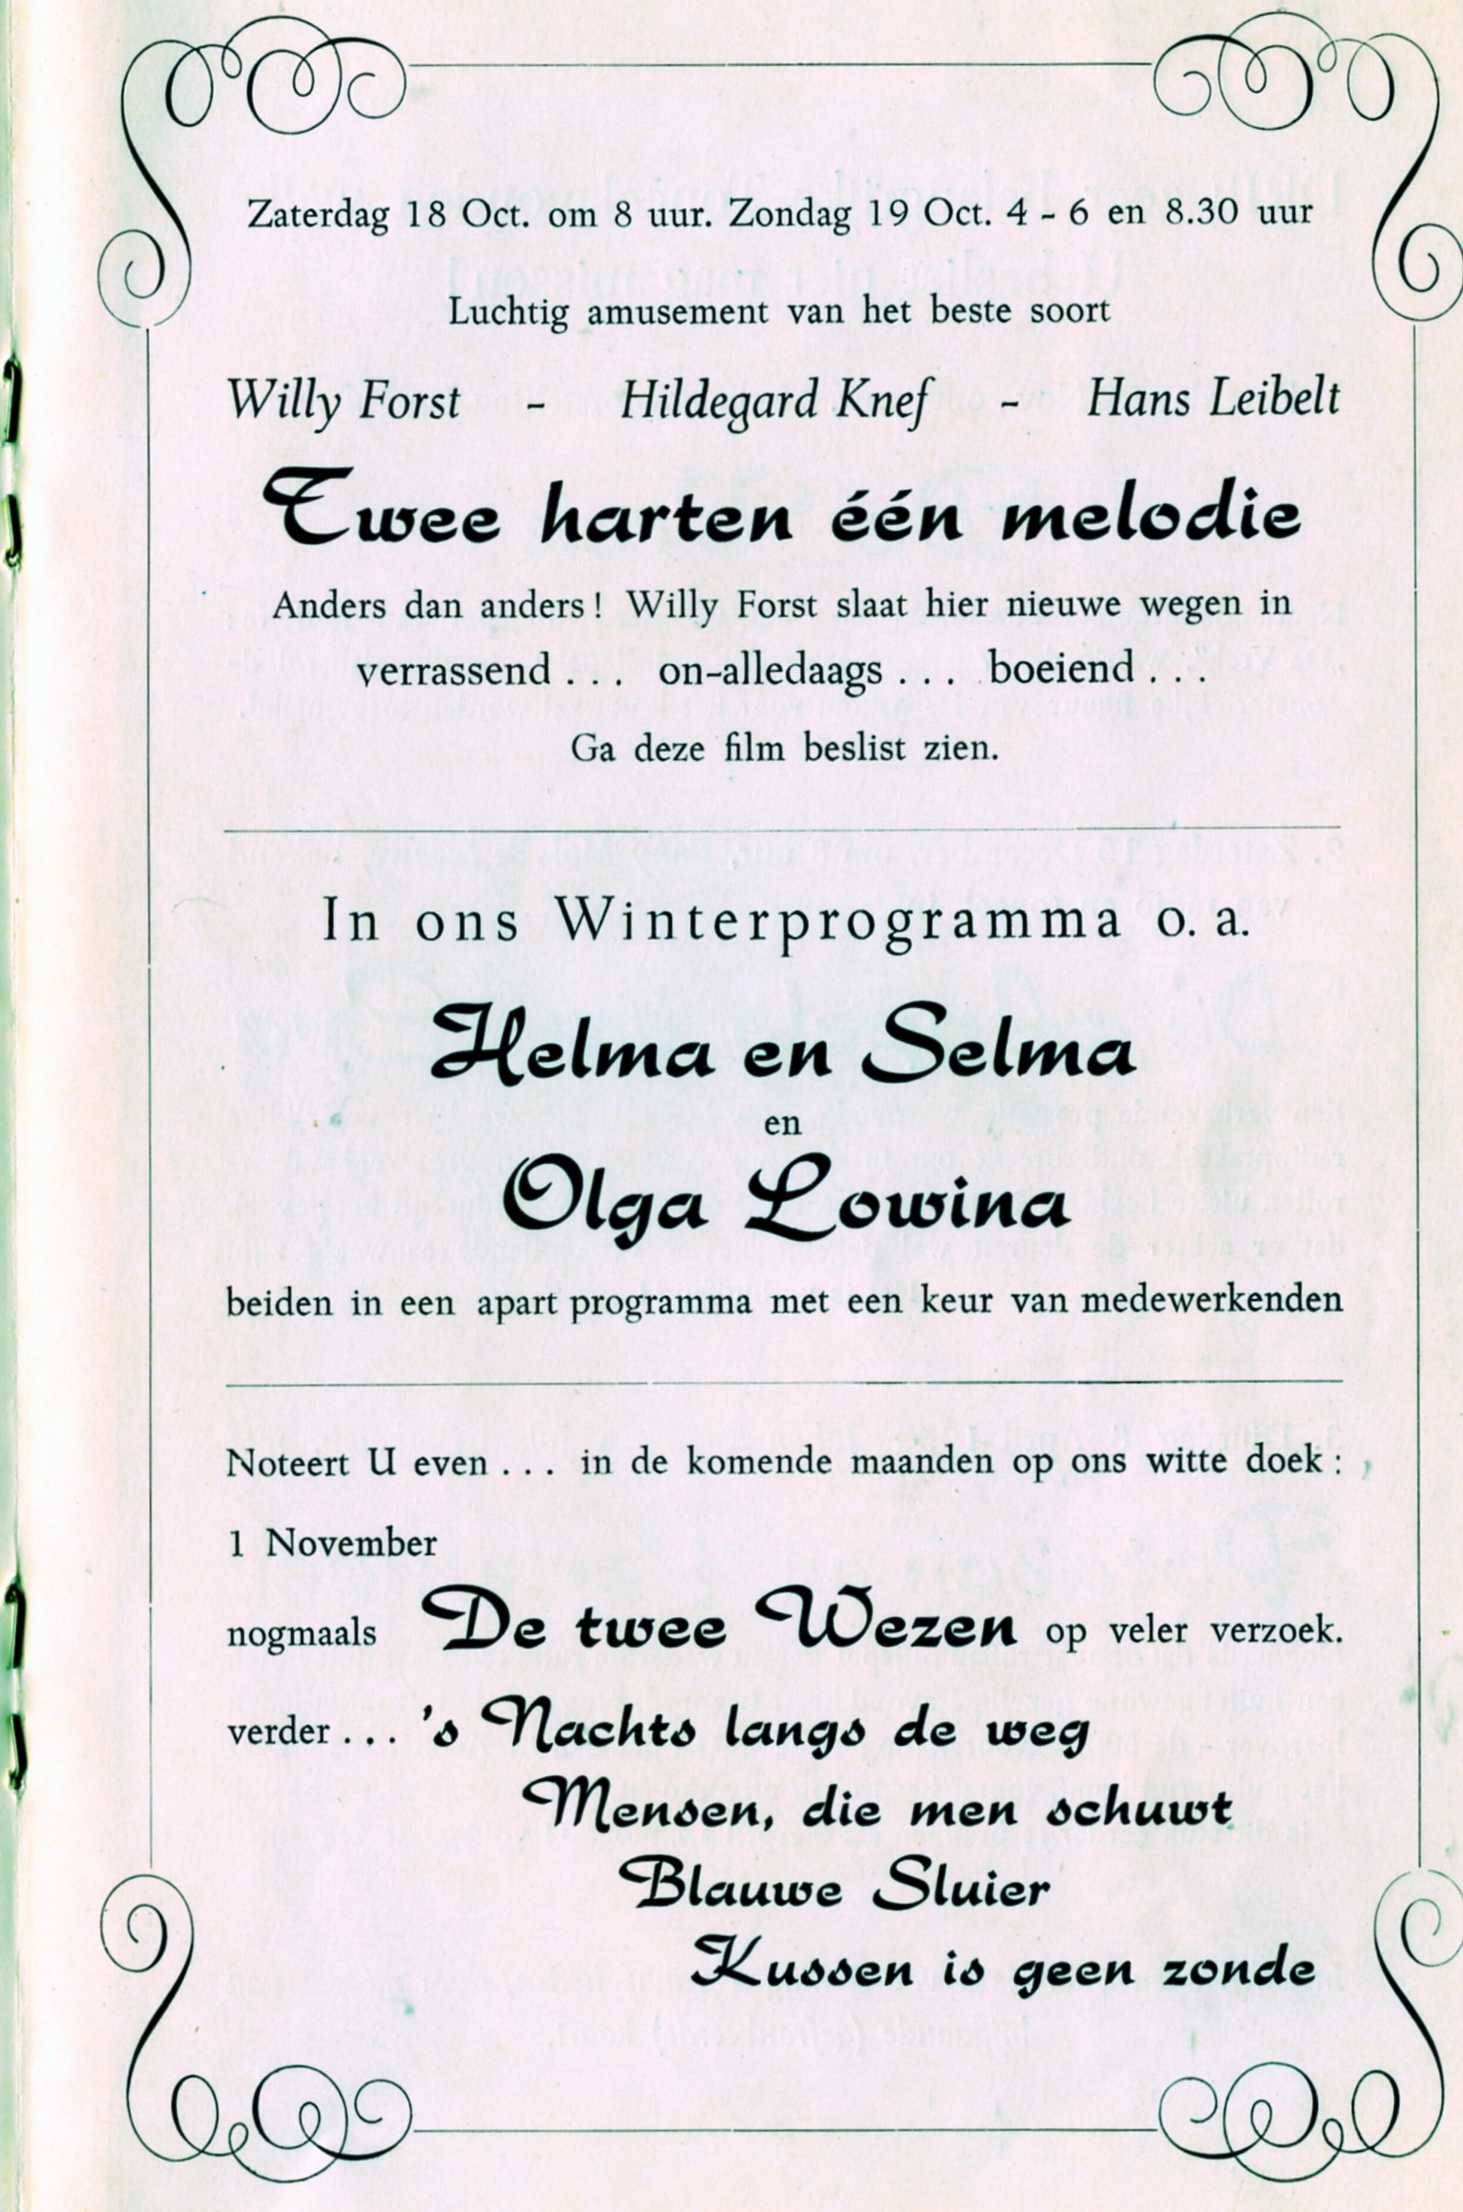 Zaterdag 18 Oct. om 8 uur. Zondag 19 Oct. 4 - 6 en 8.30 uur
Luchtig amusement van het beste soort
Willy Forst - Hildegard Knef - Hans Leibelt
Twee harten één melodie
Anders dan anders! Willy Forst slaat hier nieuwe wegen in
verrassend . . . on-alledaags . . . boeiend . . .
Ga deze film beslist zien.
In ons Winterprogramma o. a.
Helma en Selma
en
Olga Lowina
beiden in een apart programma met een keur van medewerkenden
Noteert U even . . . in de komende maanden op ons witte doek :
1 November
nogmaals De twee Wezen op veler verzoek.
verder . . . 's Nachts langs de weg
Mensen, die men schuwt
Blauwe Sluier
Kussen is geen zonde